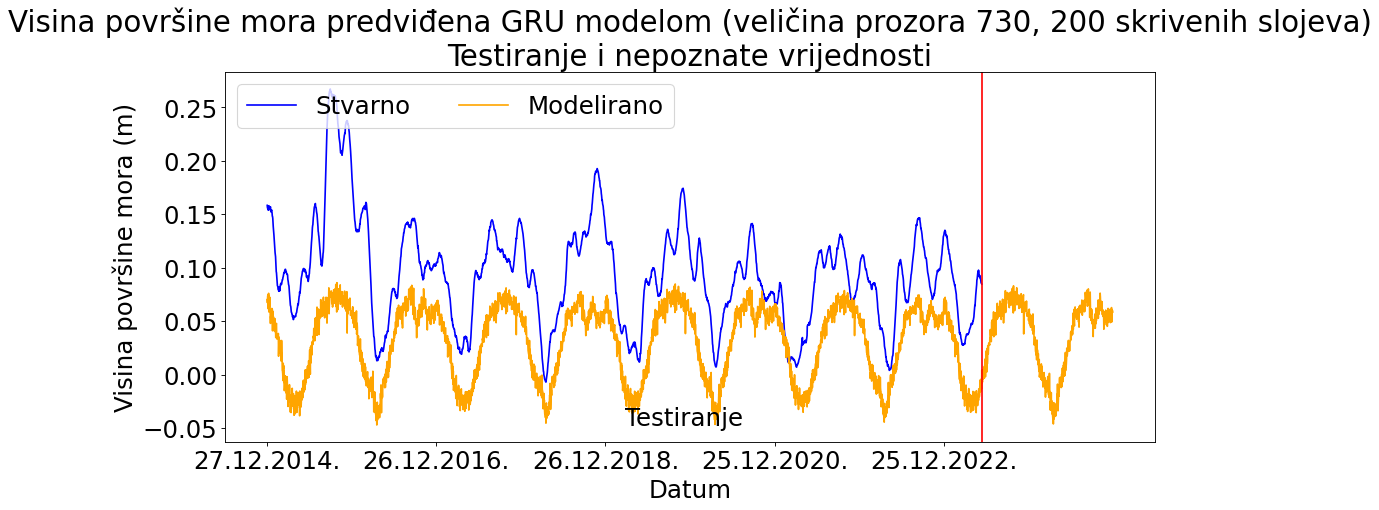 Visina površine mora predviđena GRU modelom (veličina prozora 730, 200 skrivenih slojeva)
Testiranje i nepoznate vrijednosti
Stvarno
Modelirano
Visina površine mora (m)
0.25
0.20
0.15
0.10
0.05
0.00
−0.05
Testiranje
27.12.2014.
26.12.2016.
26.12.2018.
25.12.2020.
25.12.2022.
Datum